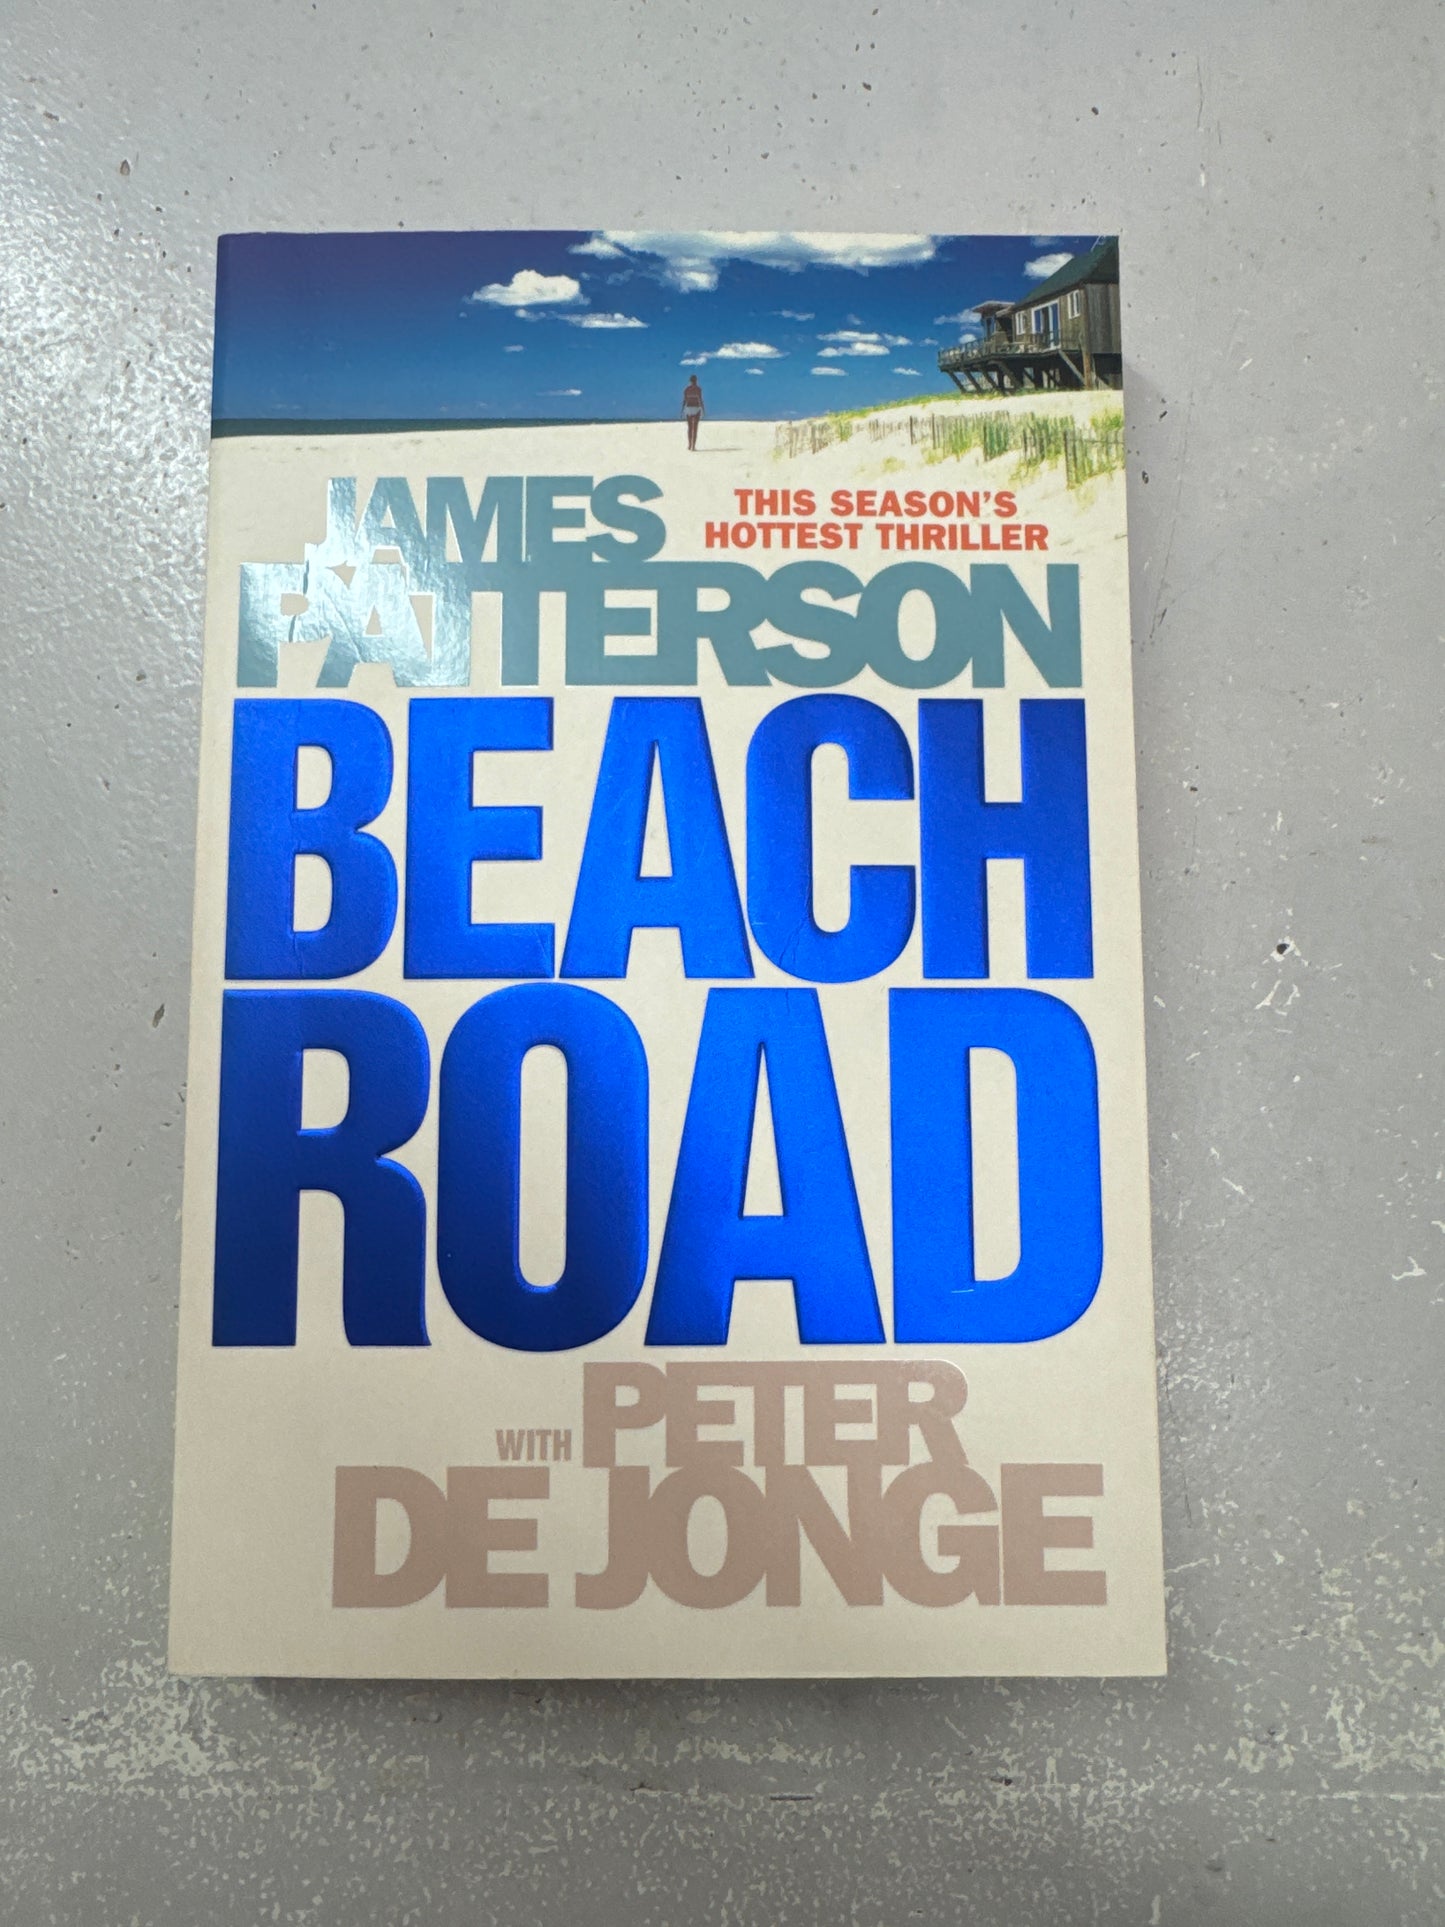 JAMES
PATTERSON
THIS SEASON'S
HOTTEST THRILLER
BEACH
ROAD
WITH PETER
DE JONGE